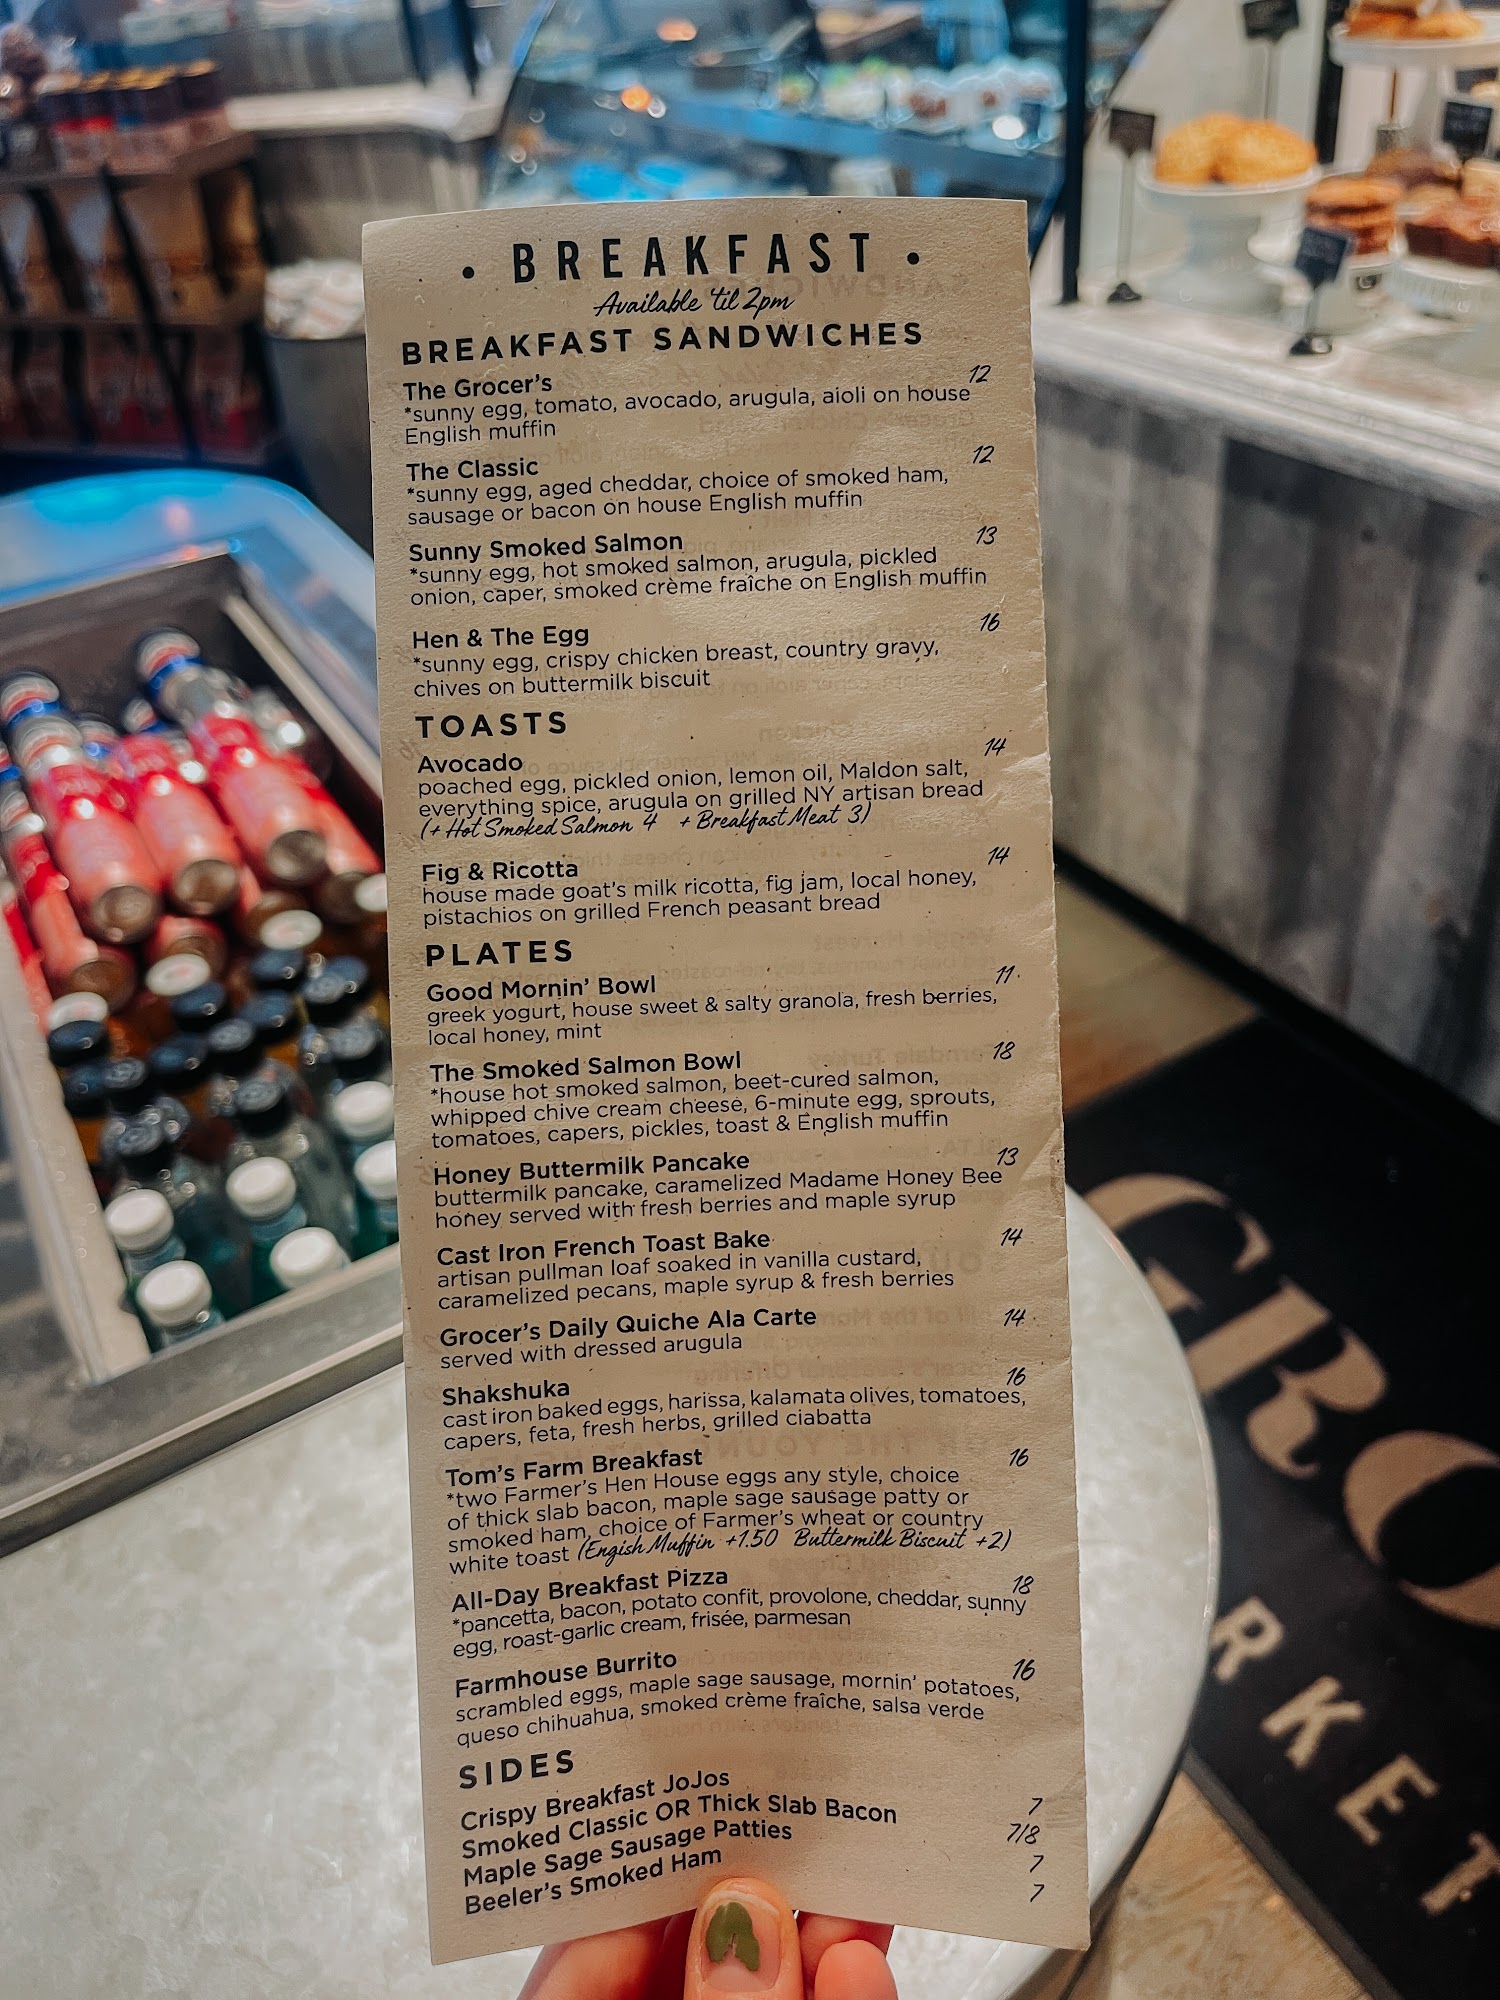 • BREAKFAST •
Available 'til 2pm
BREAKFAST SANDWICHES
The Grocer's 12
*sunny egg, tomato, avocado, arugula, aioli on house
English muffin
The Classic 12
*sunny egg, aged cheddar, choice of smoked ham,
sausage or bacon on house English muffin
Sunny Smoked Salmon 13
*sunny egg, hot smoked salmon, arugula, pickled
onion, caper, smoked crème fraîche on English muffin
Hen & The Egg 16
*sunny egg, crispy chicken breast, country gravy,
chives on buttermilk biscuit
TOASTS
Avocado 14
poached egg, pickled onion, lemon oil, Maldon salt,
everything spice, arugula on grilled NY artisan bread
(+ Hot Smoked Salmon 4 + Breakfast Meat 3)
Fig & Ricotta 14
house made goat's milk ricotta, fig jam, local honey,
pistachios on grilled French peasant bread
PLATES
Good Mornin' Bowl 11
greek yogurt, house sweet & salty granola, fresh berries,
local honey, mint
The Smoked Salmon Bowl 18
*house hot smoked salmon, beet-cured salmon,
whipped chive cream cheese, 6-minute egg, sprouts,
tomatoes, capers, pickles, toast & English muffin
Honey Buttermilk Pancake 13
buttermilk pancake, caramelized Madame Honey Bee
honey served with fresh berries and maple syrup
Cast Iron French Toast Bake 14
artisan pullman loaf soaked in vanilla custard,
caramelized pecans, maple syrup & fresh berries
Grocer's Daily Quiche Ala Carte 14
served with dressed arugula
Shakshuka 16
cast iron baked eggs, harissa, kalamata olives, tomatoes,
capers, feta, fresh herbs, grilled ciabatta
Tom's Farm Breakfast 16
*two Farmer's Hen House eggs any style, choice
of thick slab bacon, maple sage sausage patty or
smoked ham, choice of Farmer's wheat or country
white toast (Engish Muffin +1.50 Buttermilk Biscuit +2)
All-Day Breakfast Pizza 18
*pancetta, bacon, potato confit, provolone, cheddar, sunny
egg, roast-garlic cream, frisée, parmesan
Farmhouse Burrito 16
scrambled eggs, maple sage sausage, mornin' potatoes,
queso chihuahua, smoked crème fraîche, salsa verde
SIDES
Crispy Breakfast JoJos 7
Smoked Classic OR Thick Slab Bacon 7/8
Maple Sage Sausage Patties 7
Beeler's Smoked Ham 7
GRO
RKET